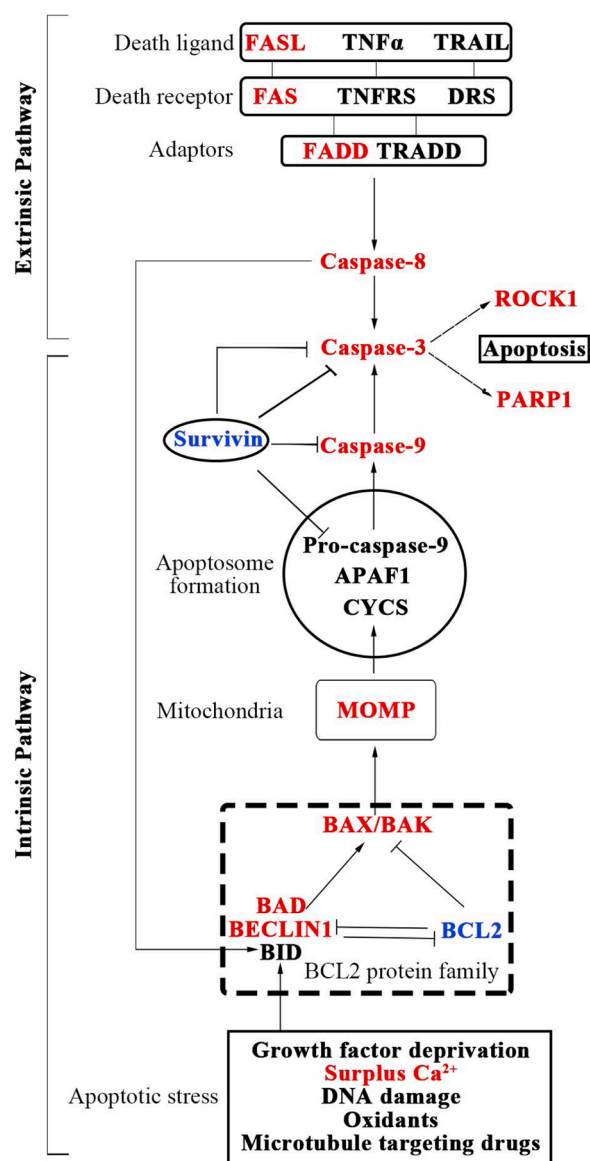 Death ligand FASL TNFα TRAIL
Death receptor FAS TNFRS DRS
Adaptors FADD TRADD
Extrinsic Pathway
Caspase-8
ROCK1
Caspase-3 Apoptosis
PARP1
Survivin Caspase-9
Pro-caspase-9
Apoptosome
formation
APAF1
CYCS
Mitochondria MOMP
Intrinsic Pathway
BAX/BAK
BAD
BECLIN1 BCL2
BID
BCL2 protein family
Growth factor deprivation
Surplus Ca²⁺
Apoptotic stress DNA damage
Oxidants
Microtubule targeting drugs